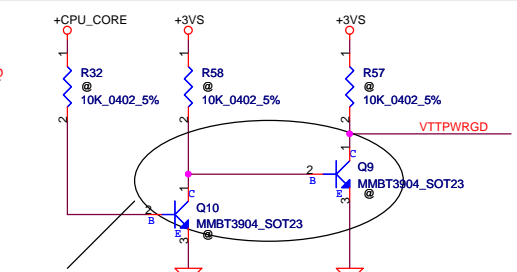 +CPU_CORE
+3VS
+3VS
1
1
1
R32
@
10K_0402_5%
R58
@
10K_0402_5%
R57
@
10K_0402_5%
2
2
2
VTTPWRGD
1
C
Q9
2
B
MMBT3904_SOT23
@
E
3
1
C
2
B
Q10
MMBT3904_SOT23
@
E
3